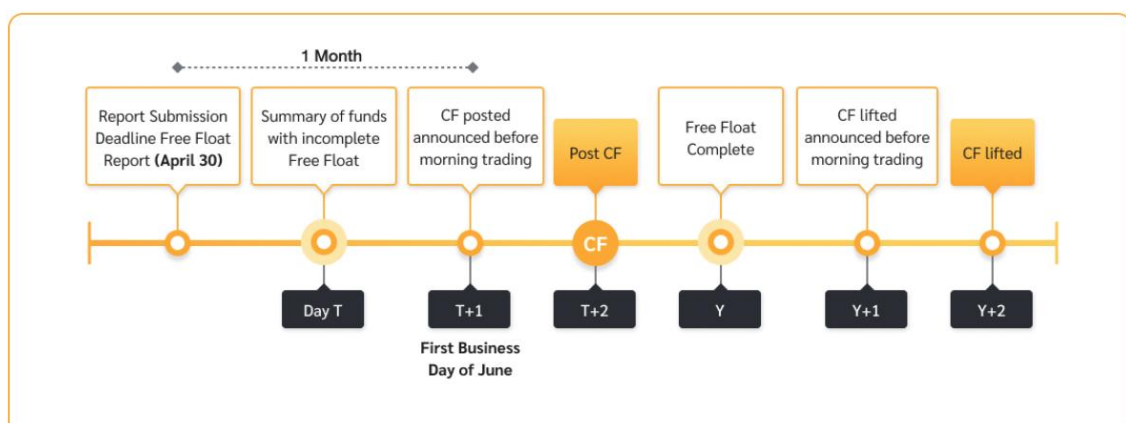 1 Month
Report Submission
Deadline Free Float
Report (April 30)
Summary of funds
with incomplete
Free Float
CF posted
announced before
morning trading
Post CF
Free Float
Complete
CF lifted
announced before
morning trading
CF lifted
CF
Day T
T+1
T+2
Y
Y+1
Y+2
First Business
Day of June